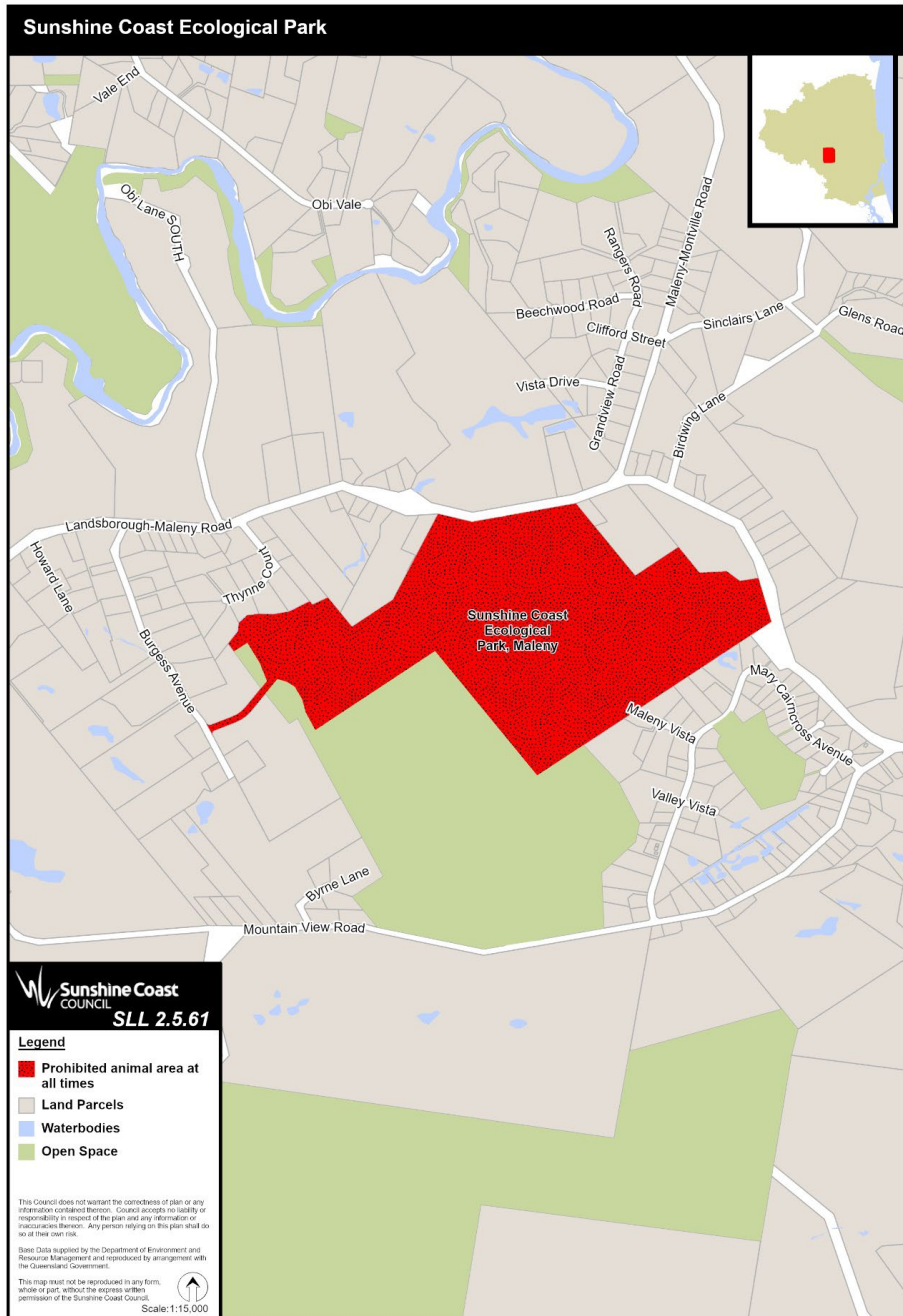 Sunshine Coast Ecological Park
Vale End
Obi Lane SOUTH
Obi Vale
Rangers Road
Maleny-Montville Road
Beechwood Road
Clifford Street
Sinclairs Lane
Glens Road
Vista Drive
Grandview Road
Birdwing Lane
Landsborough-Maleny Road
Howard Lane
Thynne Court
Burgess Avenue
Sunshine Coast
Ecological
Park, Maleny
Maleny Vista
Mary Cairncross Avenue
Valley Vista
Byrne Lane
Mountain View Road
Sunshine Coast
COUNCIL
SLL 2.5.61
Legend
Prohibited animal area at
all times
Land Parcels
Waterbodies
Open Space
This Council does not warrant the correctness of plan or any
information contained thereon. Council accepts no liability or
responsibility in respect of the plan and any information or
inaccuracies thereon. Any person relying on this plan shall do
so at their own risk.
Base Data supplied by the Department of Environment and
Resource Management and reproduced by arrangement with
the Queensland Government.
This map must not be reproduced in any form,
whole or part, without the express written
permission of the Sunshine Coast Council.
Scale:1:15,000